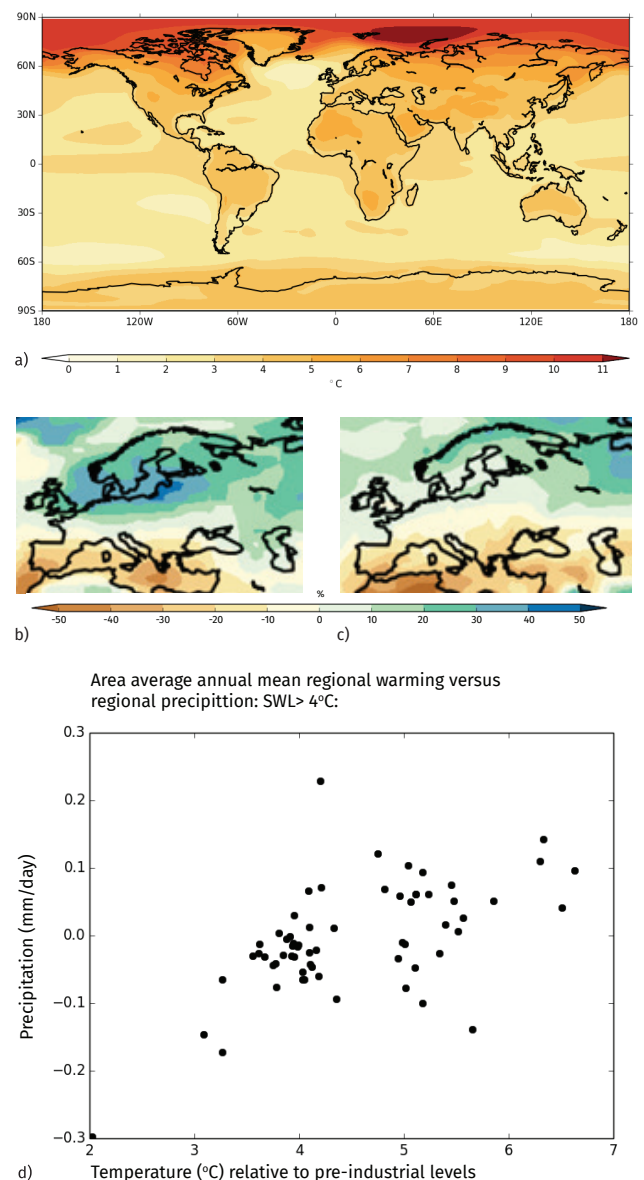 90N
60N
30N
0
30S
60S
90S
180 120W 60W 0 60E 120E 180
a)
0 1 2 3 4 5 6 7 8 9 10 11
°C
%
-50 -40 -30 -20 -10 0 10 20 30 40 50
b) c)
Area average annual mean regional warming versus
regional precipittion: SWL> 4°C:
0.3
0.2
0.1
0.0
−0.1
−0.2
−0.3
Precipitation (mm/day)
2 3 4 5 6 7
d) Temperature (°C) relative to pre-industrial levels